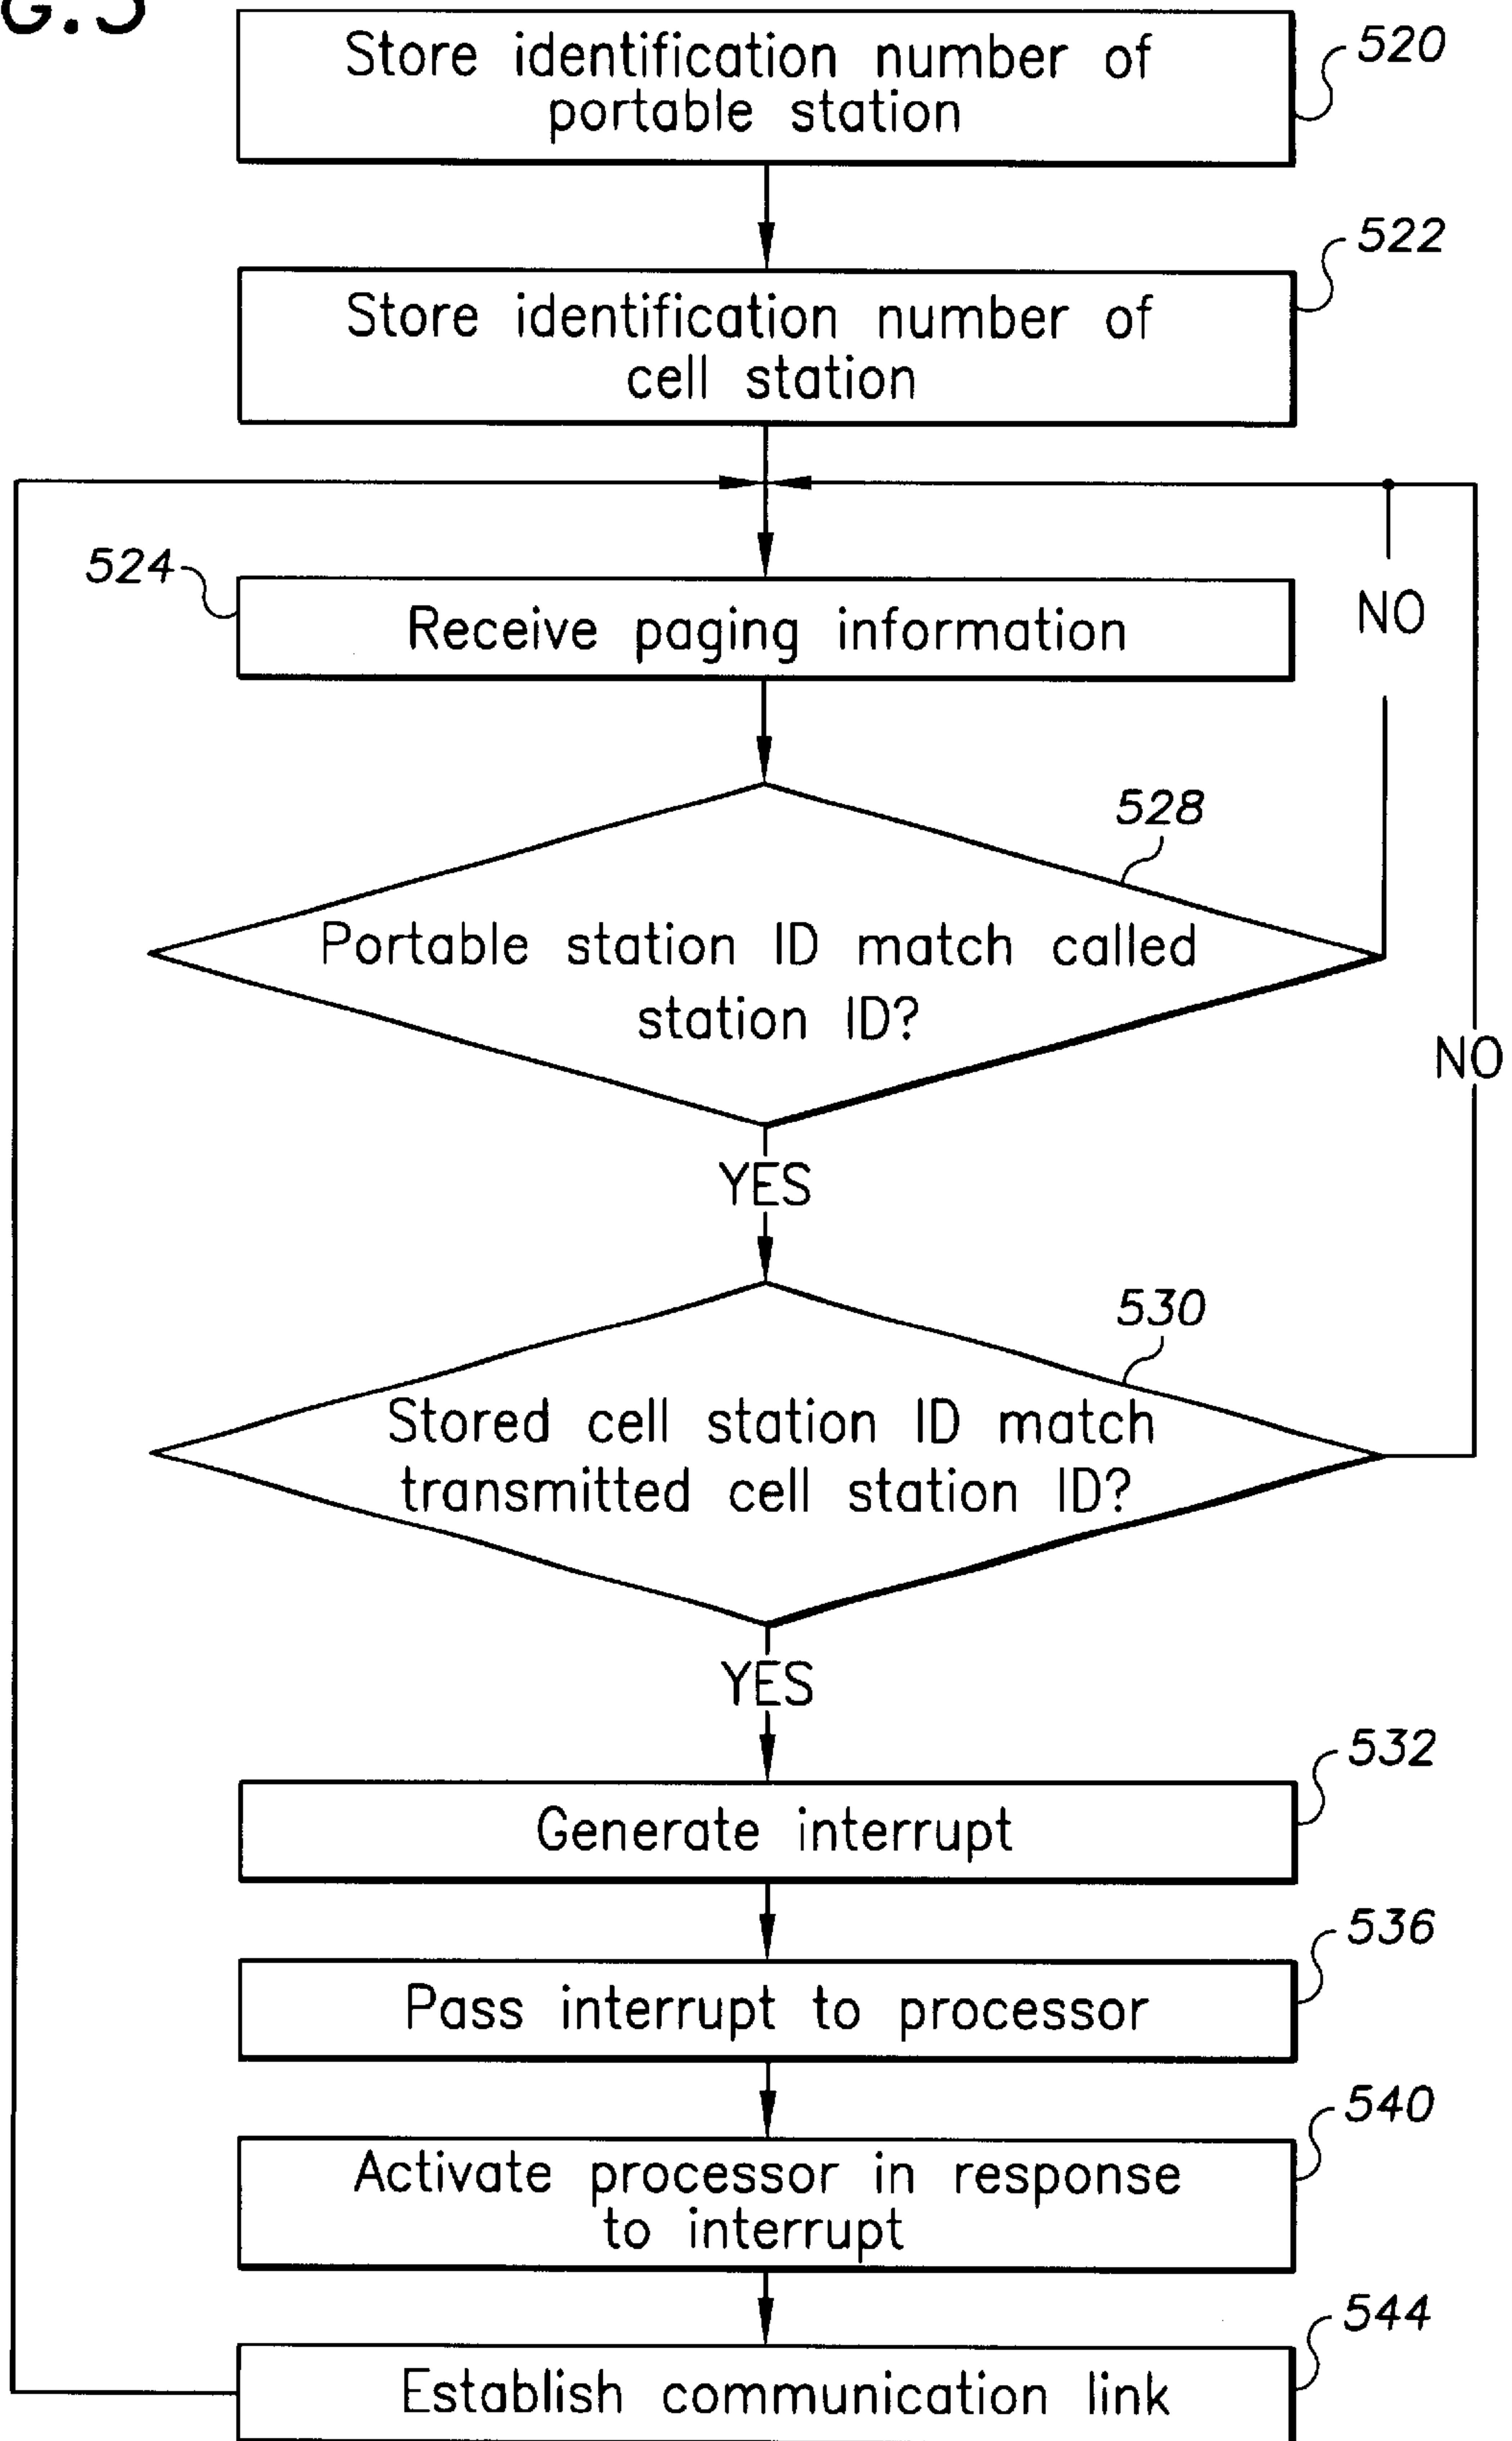 G.5
Store identification number of
portable station
520
Store identification number of
cell station
522
524
Receive paging information
NO
528
Portable station ID match called
station ID?
NO
YES
530
Stored cell station ID match
transmitted cell station ID?
YES
532
Generate interrupt
536
Pass interrupt to processor
540
Activate processor in response
to interrupt
544
Establish communication link